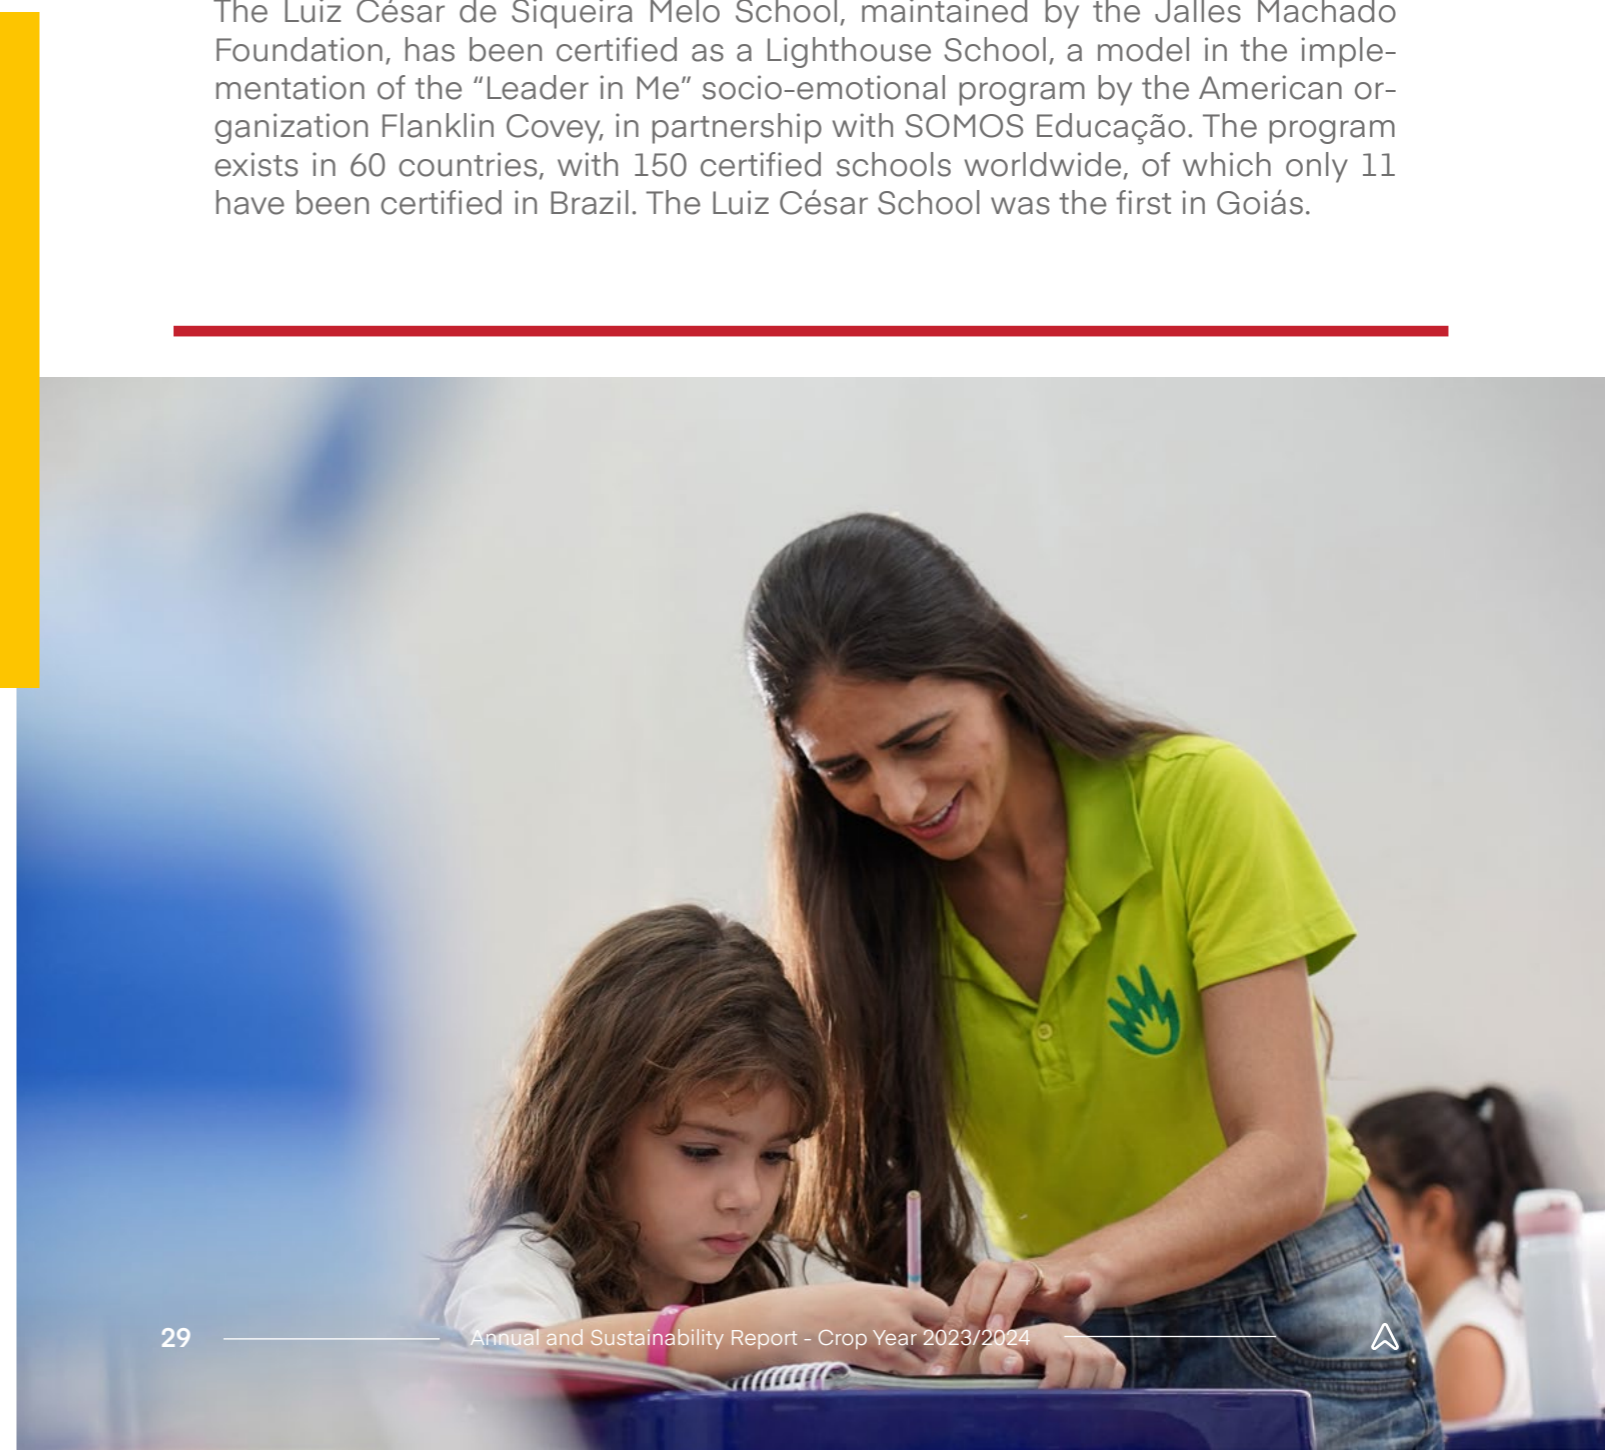 The Luiz César de Siqueira Melo School, maintained by the Jalles Machado
Foundation, has been certified as a Lighthouse School, a model in the imple-
mentation of the “Leader in Me” socio-emotional program by the American or-
ganization Flanklin Covey, in partnership with SOMOS Educação. The program
exists in 60 countries, with 150 certified schools worldwide, of which only 11
have been certified in Brazil. The Luiz César School was the first in Goiás.
29
Annual and Sustainability Report - Crop Year 2023/2024